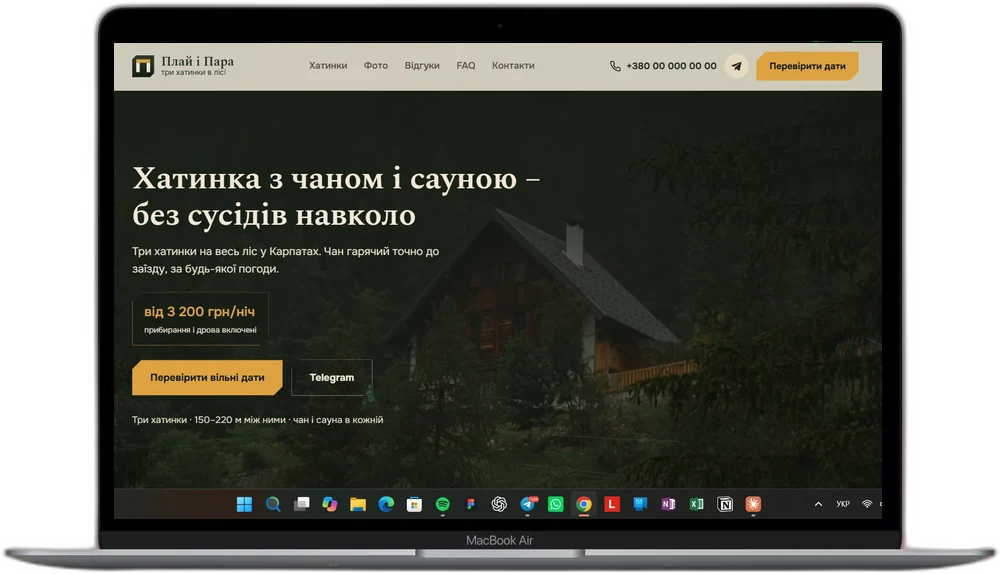 Плай і Пара
три хатинки в лісі
Хатинки Фото Відгуки FAQ Контакти
+380 00 000 00 00
Перевірити дати
Хатинка з чаном і сауною –
без сусідів навколо
Три хатинки на весь ліс у Карпатах. Чан гарячий точно до
заїзду, за будь-якої погоди.
від 3 200 грн/ніч
прибирання і дрова включені
Перевірити вільні дати
Telegram
Три хатинки · 150–220 м між ними · чан і сауна в кожній
L
УКР
MacBook Air